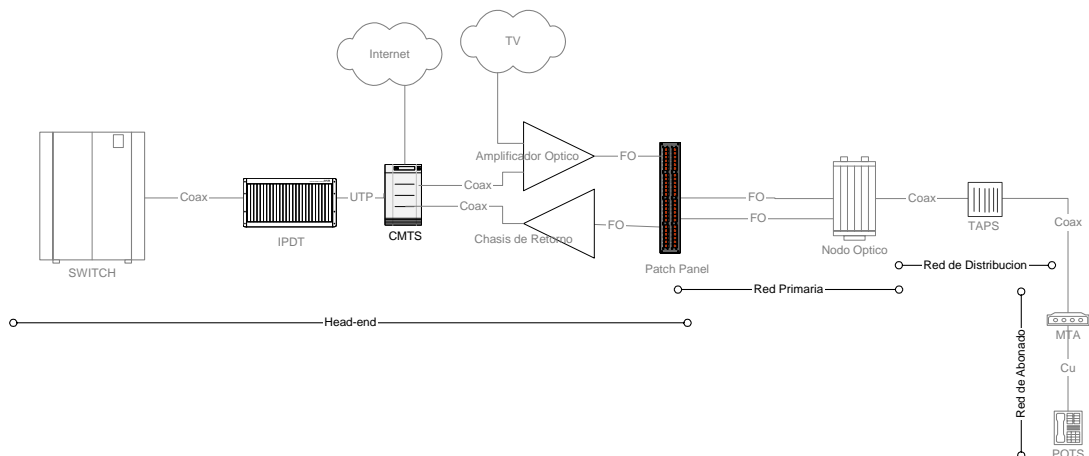 Internet
TV
Amplificador Optico
FO
Coax
UTP
Coax
Coax
FO
FO
Coax
IPDT
CMTS
Chasis de Retorno
FO
TAPS
Coax
SWITCH
Patch Panel
Nodo Optico
Red de Distribucion
Red Primaria
Head-end
MTA
Red de Abonado
Cu
POTS